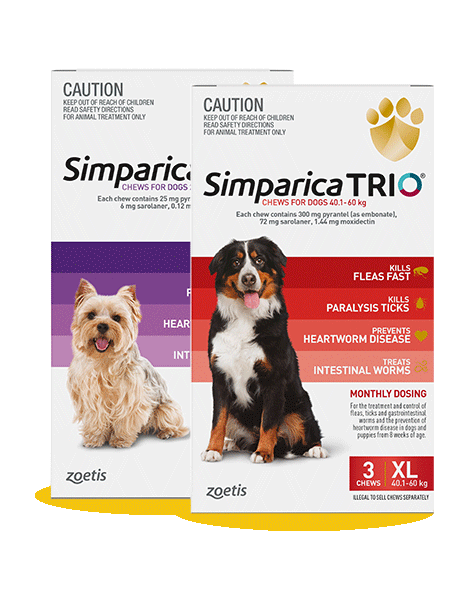 CAUTION
KEEP OUT OF REACH OF CHILDREN
READ SAFETY DIRECTIONS
FOR ANIMAL TREATMENT ONLY
Simparica
CHEWS FOR DOGS
Each chew contains 25 mg pyrantel
6 mg sarolaner, 0.12 m
HEAR
INT
zoetis
CAUTION
KEEP OUT OF REACH OF CHILDREN
READ SAFETY DIRECTIONS
FOR ANIMAL TREATMENT ONLY
Simparica TRIO®
CHEWS FOR DOGS 40.1-60 kg
Each chew contains 300 mg pyrantel (as embonate),
72 mg sarolaner, 1.44 mg moxidectin
KILLS
FLEAS FAST
KILLS
PARALYSIS TICKS
PREVENTS
HEARTWORM DISEASE
TREATS
INTESTINAL WORMS
MONTHLY DOSING
For the treatment and control of
fleas, ticks and gastrointestinal
worms and the prevention of
heartworm disease in dogs and
puppies from 8 weeks of age.
3 XL
CHEWS 40.1-60 kg
ILLEGAL TO SELL CHEWS SEPARATELY
zoetis